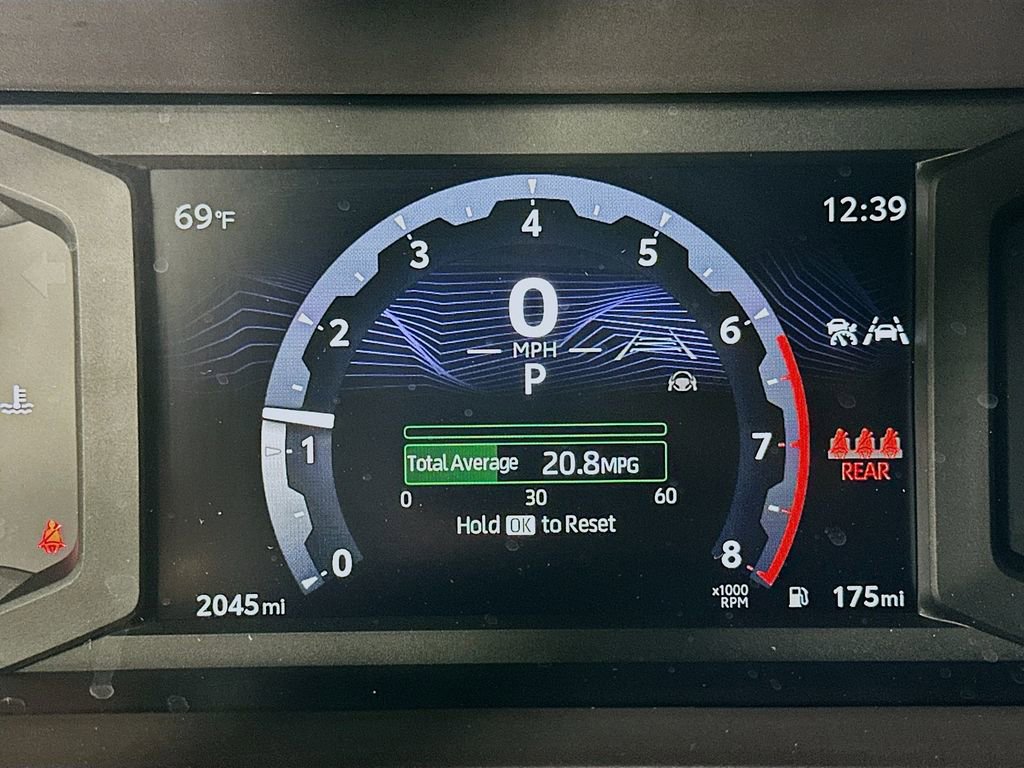 69°F
12:39
4
3
5
0
2
6
MPH
P
1
7
Total Average 20.8MPG
REAR
0 30 60
Hold OK to Reset
0
8
x1000
RPM
2045mi
175mi